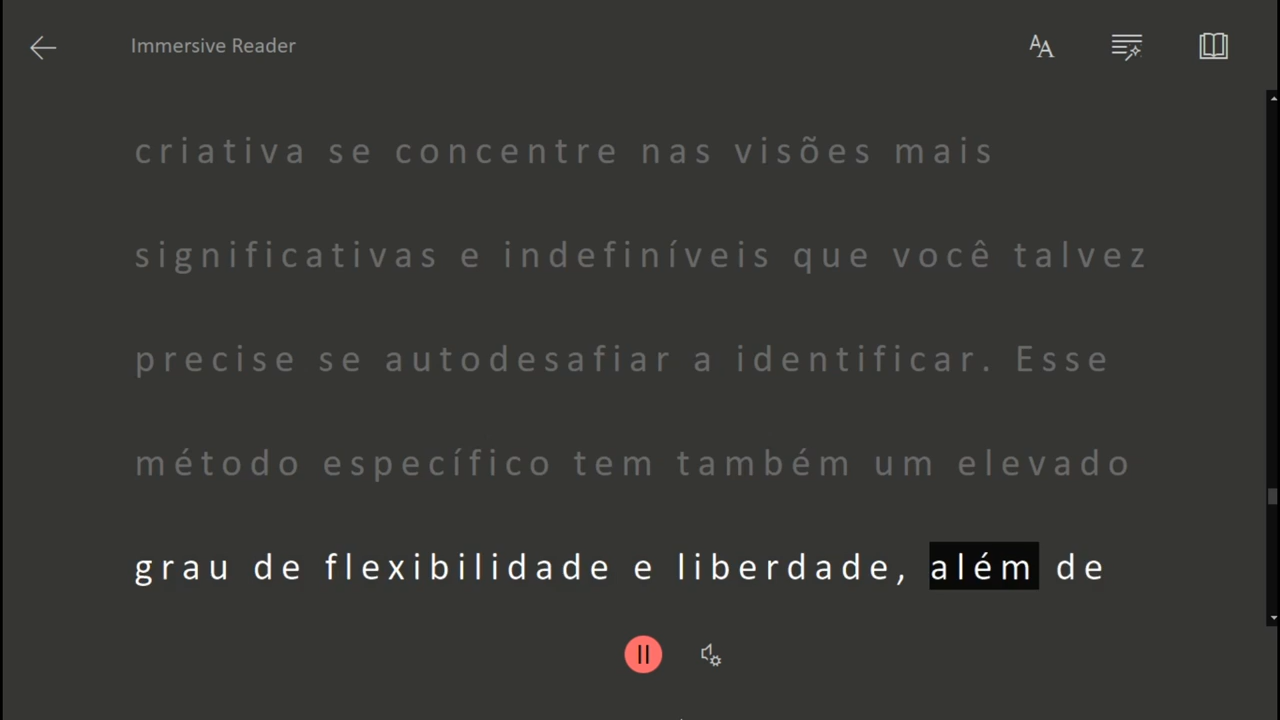 Immersive Reader
criativa se concentre nas visões mais
significativas e indefiníveis que você talvez
precise se autodesafiar a identificar. Esse
método específico tem também um elevado
grau de flexibilidade e liberdade, além de